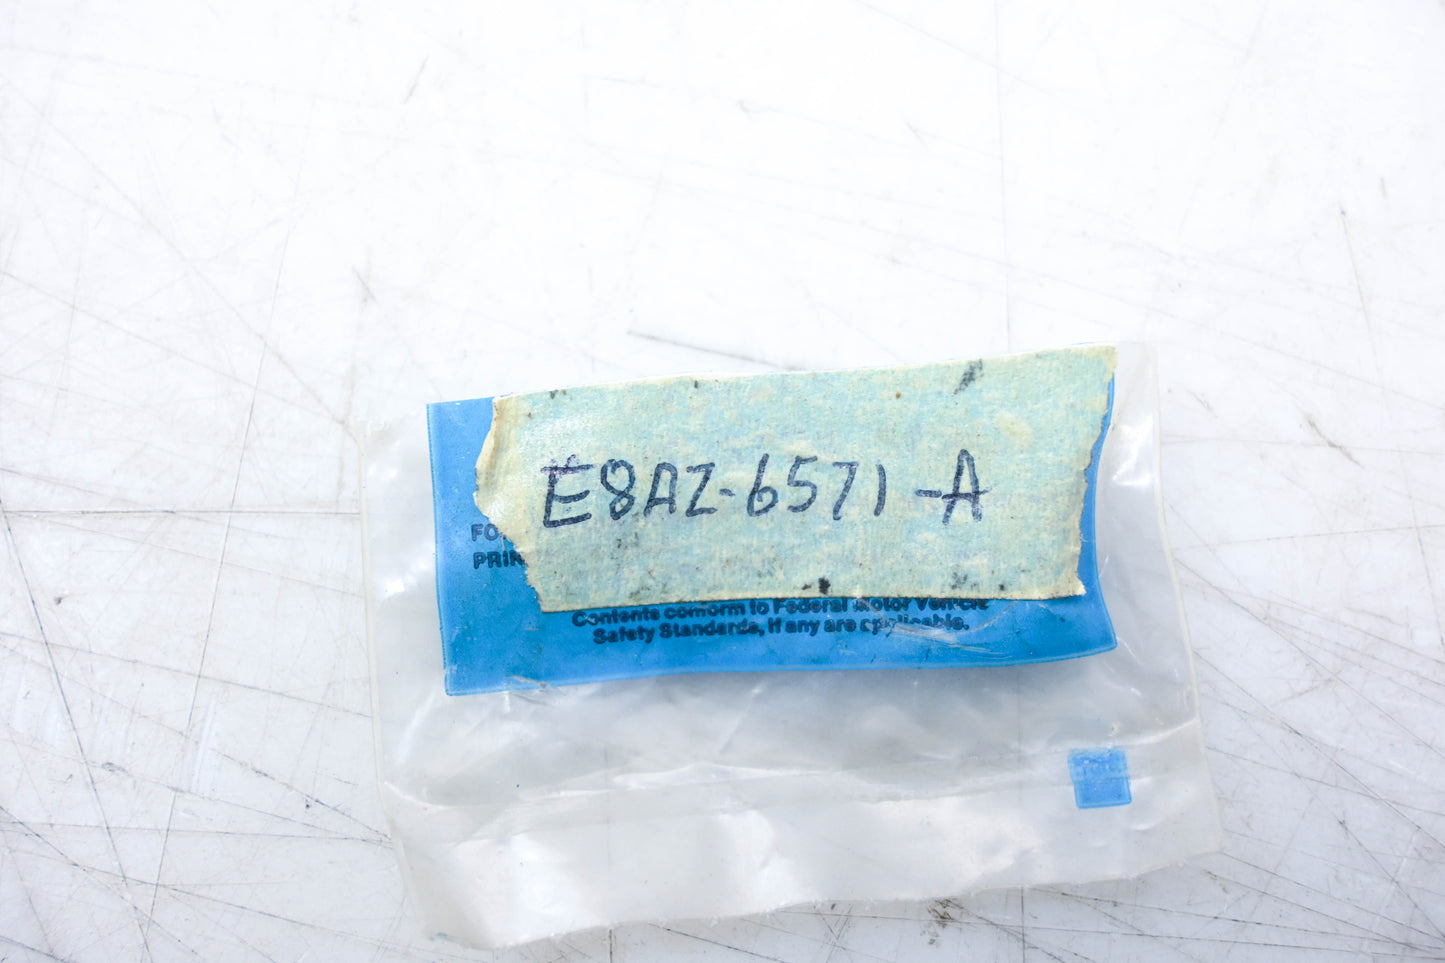 E8AZ-6571-A
Contents conform to Federal Motor Vehicle
Safety Standards, if any are applicable.